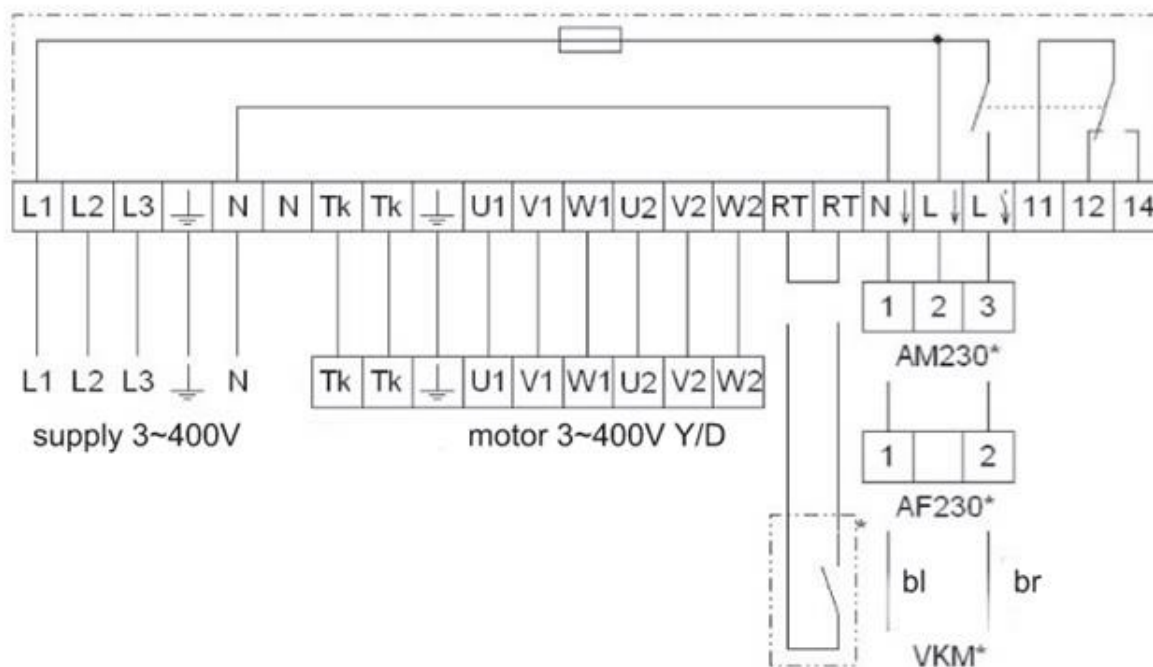 L1 L2 L3 ⏚ N N Tk Tk ⏚ U1 V1 W1 U2 V2 W2 RT RT N L L 11 12 14
1 2 3
AM230*
L1 L2 L3 ⏚ N Tk Tk ⏚ U1 V1 W1 U2 V2 W2
supply 3~400V motor 3~400V Y/D
1 2
AF230*
*
bl br
VKM*